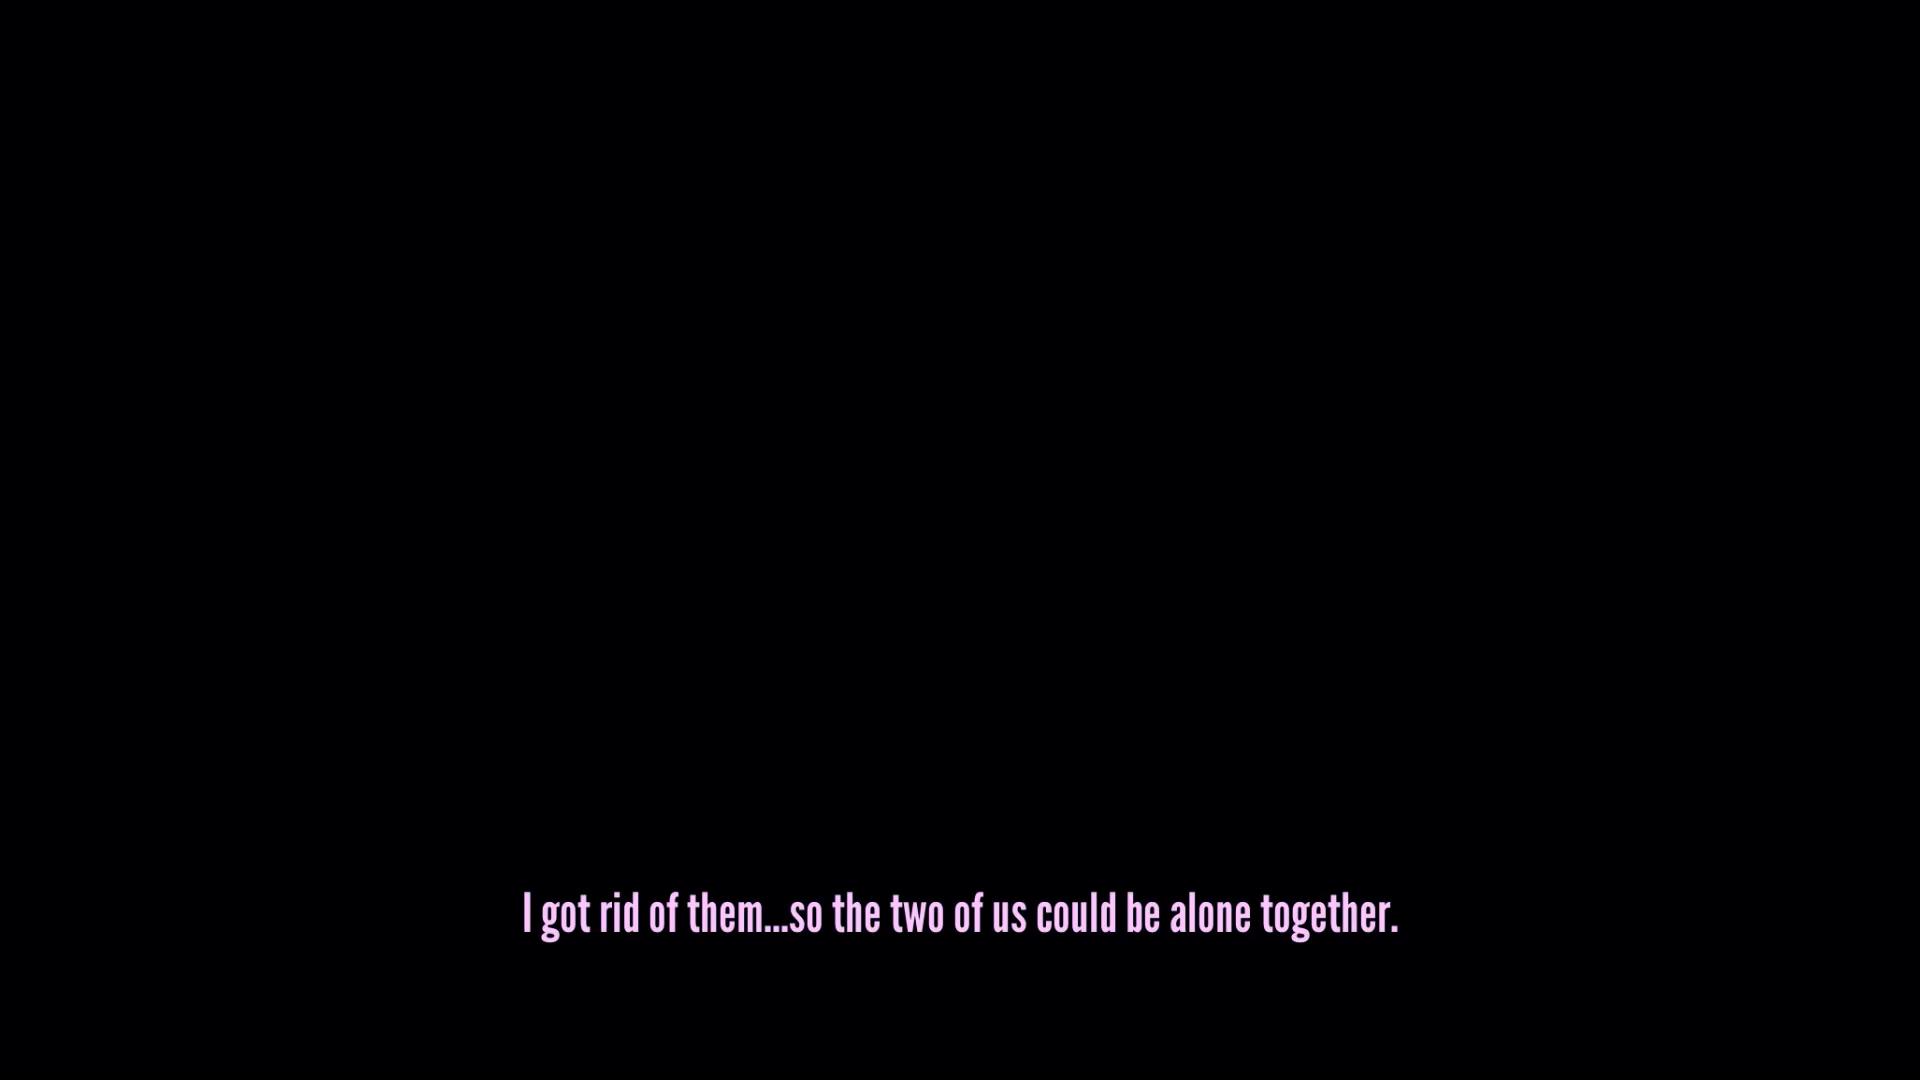 I got rid of them...so the two of us could be alone together.